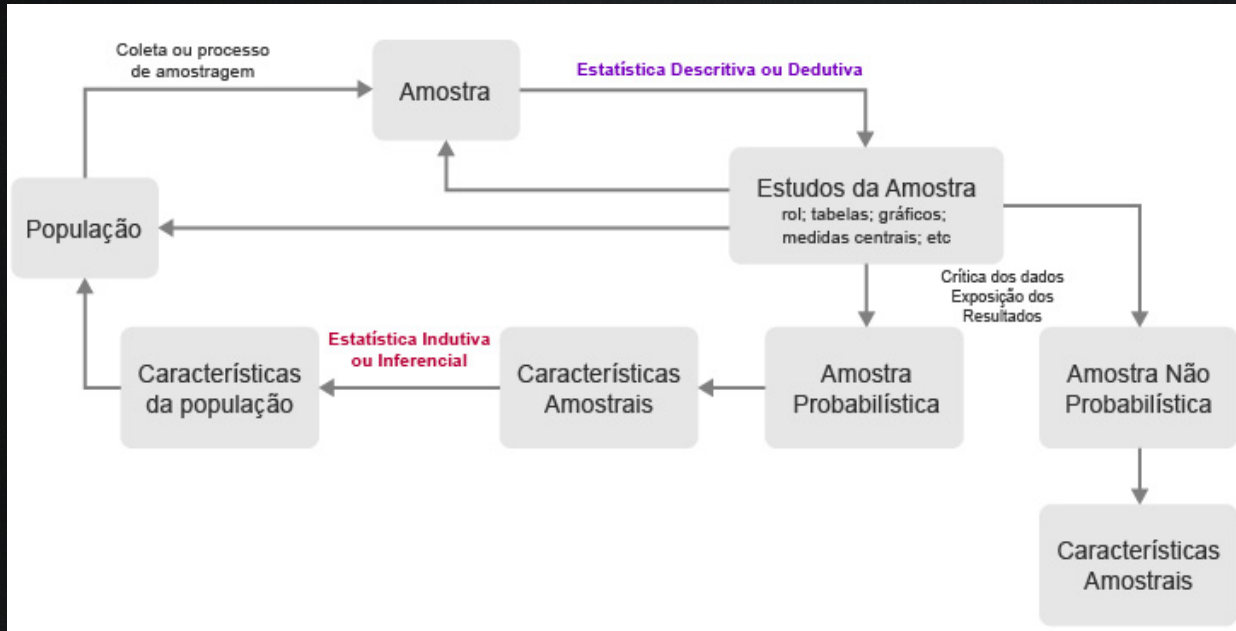 Coleta ou processo
de amostragem
Amostra
Estatística Descritiva ou Dedutiva
População
Estudos da Amostra
rol; tabelas; gráficos;
medidas centrais; etc
Crítica dos dados
Exposição dos
Resultados
Características
da população
Estatística Indutiva
ou Inferencial
Características
Amostrais
Amostra
Probabilística
Amostra Não
Probabilística
Características
Amostrais